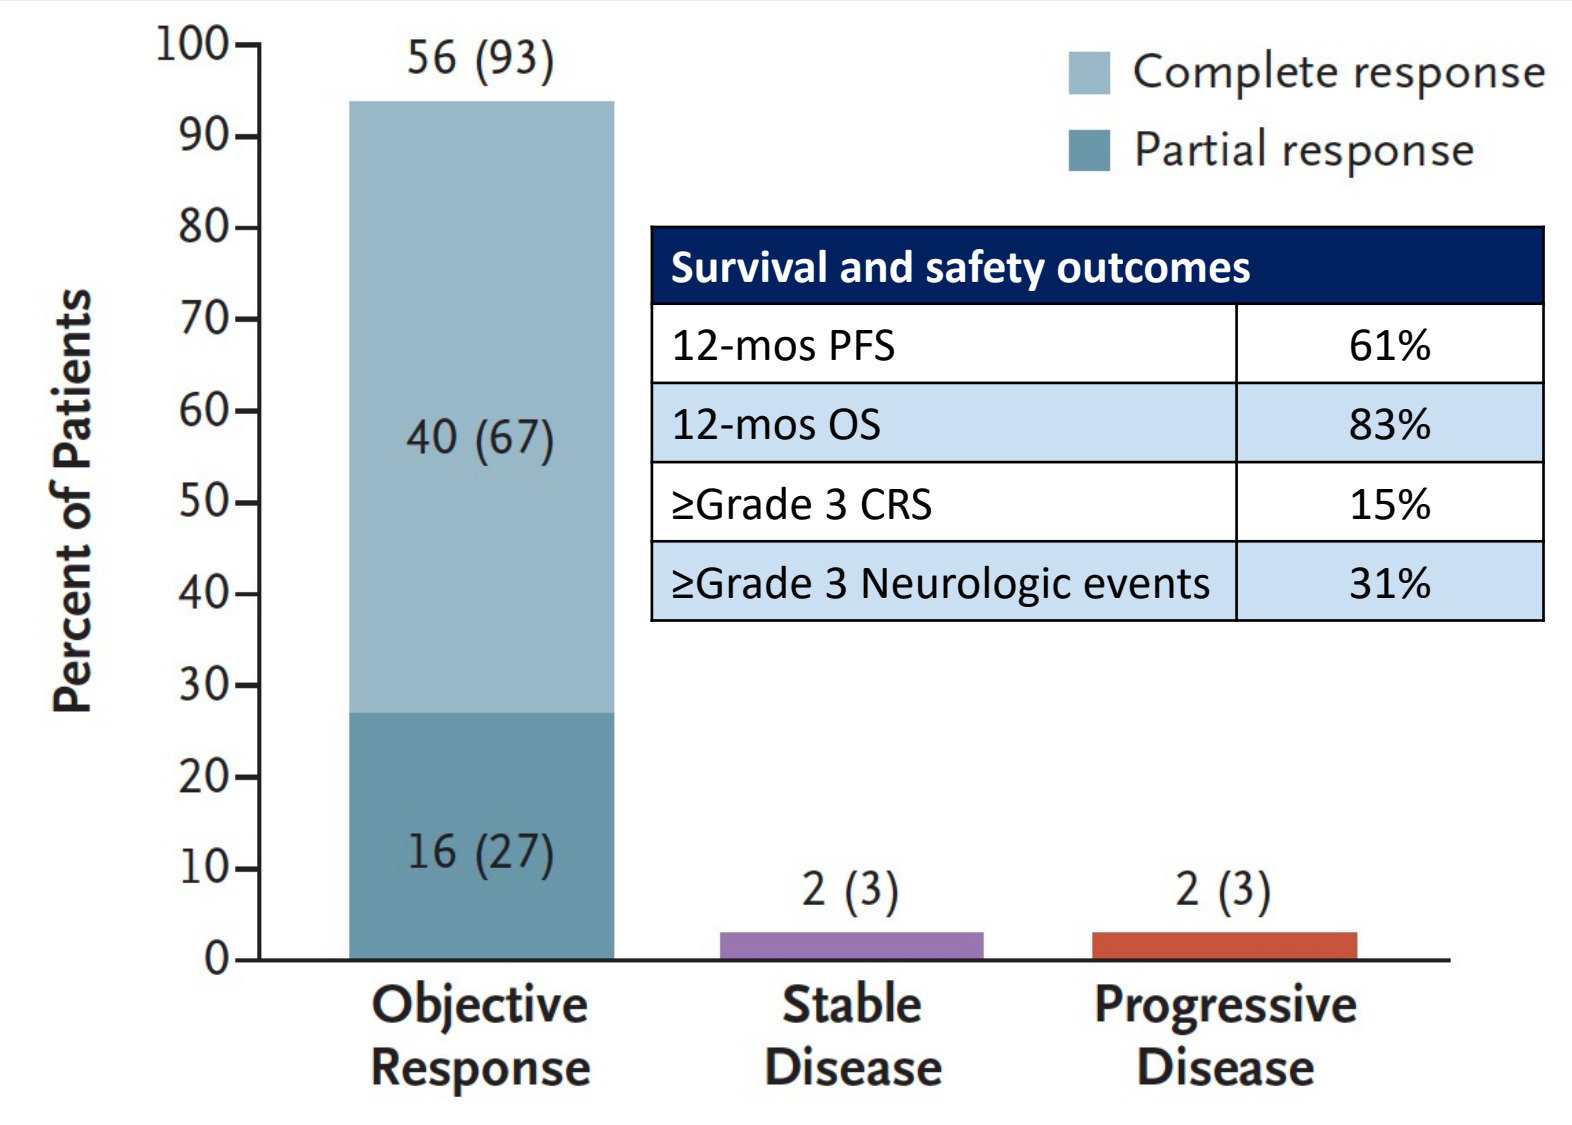 100
90
80
70
60
50
40
30
20
10
0
Percent of Patients
56 (93)
40 (67)
16 (27)
2 (3)
2 (3)
Objective
Response
Stable
Disease
Progressive
Disease
Complete response
Partial response
Survival and safety outcomes
12-mos PFS 61%
12-mos OS 83%
≥Grade 3 CRS 15%
≥Grade 3 Neurologic events 31%